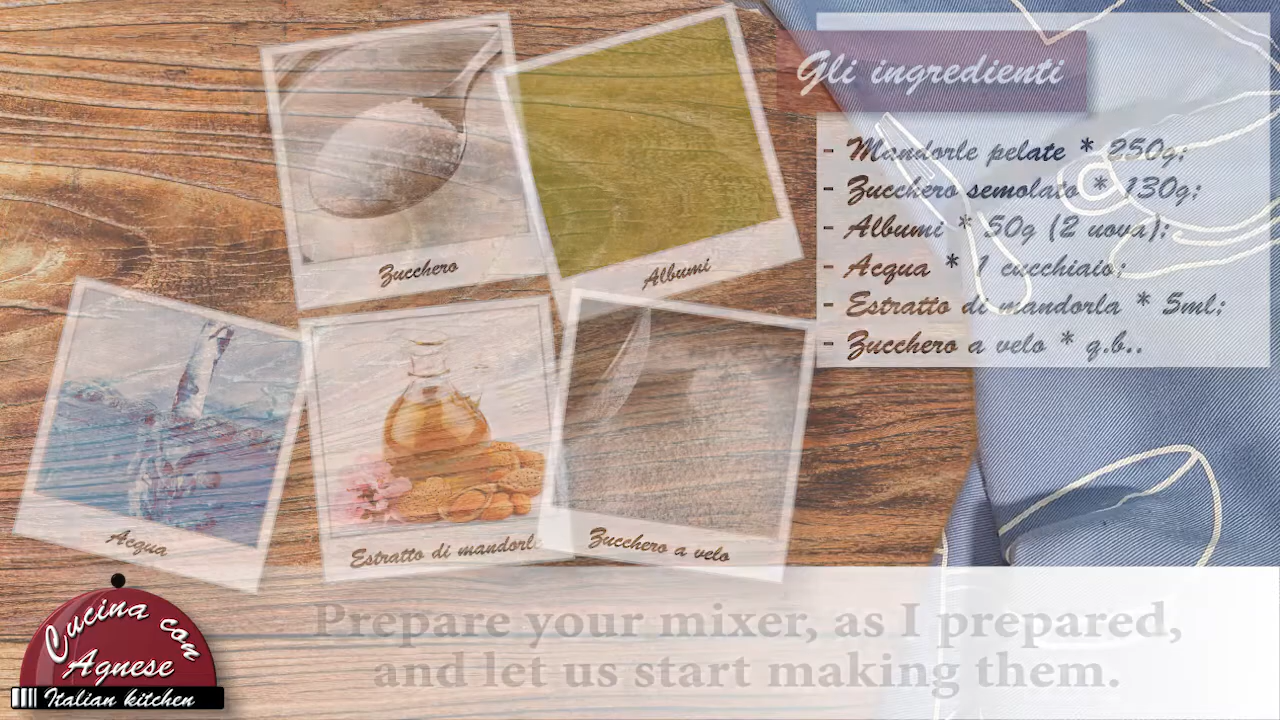 Gli ingredienti
- Mandorle pelate * 250g;
- Zucchero semolato * 130g;
- Albumi * 50g (2 uova);
- Acqua * 1 cucchiaio;
- Estratto di mandorla * 5ml;
- Zucchero a velo * q.b..
Zucchero
Albumi
Acqua
Estratto di mandorle
Zucchero a velo
Prepare your mixer, as I prepared,
and let us start making them.
Cucina con
Agnese
Italian kitchen